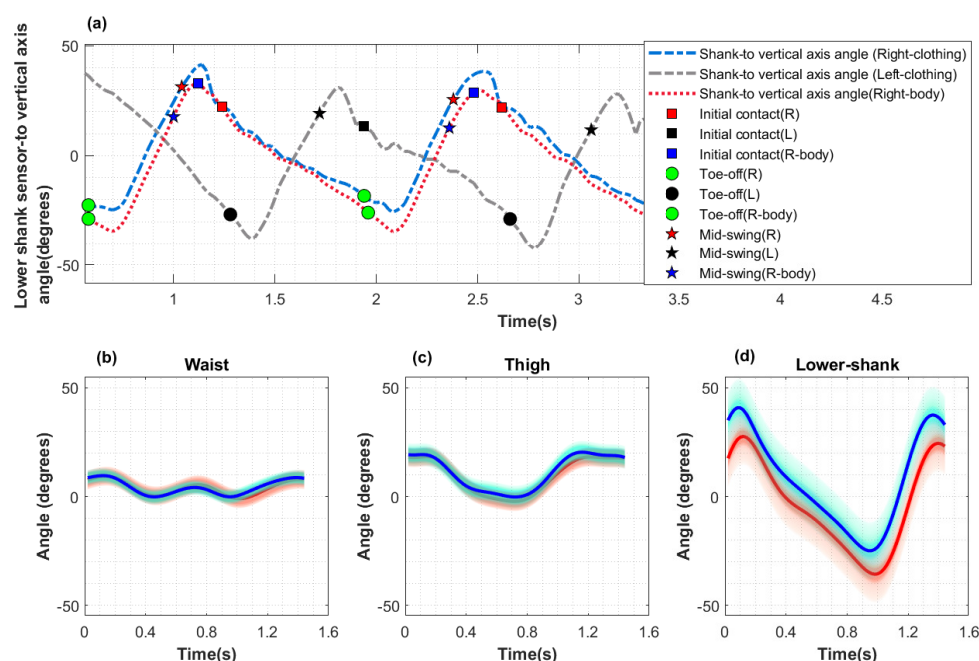 (a)
Lower shank sensor-to vertical axis
angle(degrees)
50
0
-50
1
1.5
2
2.5
3
3.5
4
4.5
Time(s)
Shank-to vertical axis angle (Right-clothing)
Shank-to vertical axis angle (Left-clothing)
Shank-to vertical axis angle(Right-body)
Initial contact(R)
Initial contact(L)
Initial contact(R-body)
Toe-off(R)
Toe-off(L)
Toe-off(R-body)
Mid-swing(R)
Mid-swing(L)
Mid-swing(R-body)
(b)
Waist
Angle (degrees)
50
0
-50
0
0.4
0.8
1.2
1.6
Time(s)
(c)
Thigh
Angle (degrees)
50
0
-50
0
0.4
0.8
1.2
1.6
Time(s)
(d)
Lower-shank
Angle (degrees)
50
0
-50
0
0.4
0.8
1.2
1.6
Time(s)